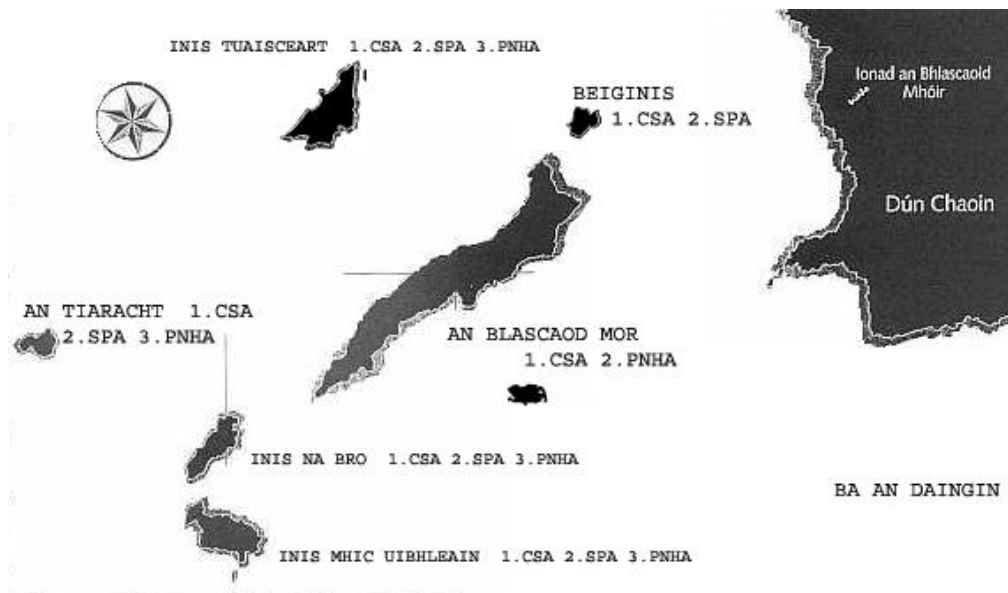 INIS TUAISCEART 1.CSA 2.SPA 3.PNHA
Ionad an Bhlascaoid
Mhóir
BEIGINIS
1.CSA 2.SPA
Dún Chaoin
AN TIARACHT 1.CSA
2.SPA 3.PNHA
AN BLASCAOD MOR
1.CSA 2.PNHA
INIS NA BRO 1.CSA 2.SPA 3.PNHA
BA AN DAINGIN
INIS MHIC UIBHLEAIN 1.CSA 2.SPA 3.PNHA